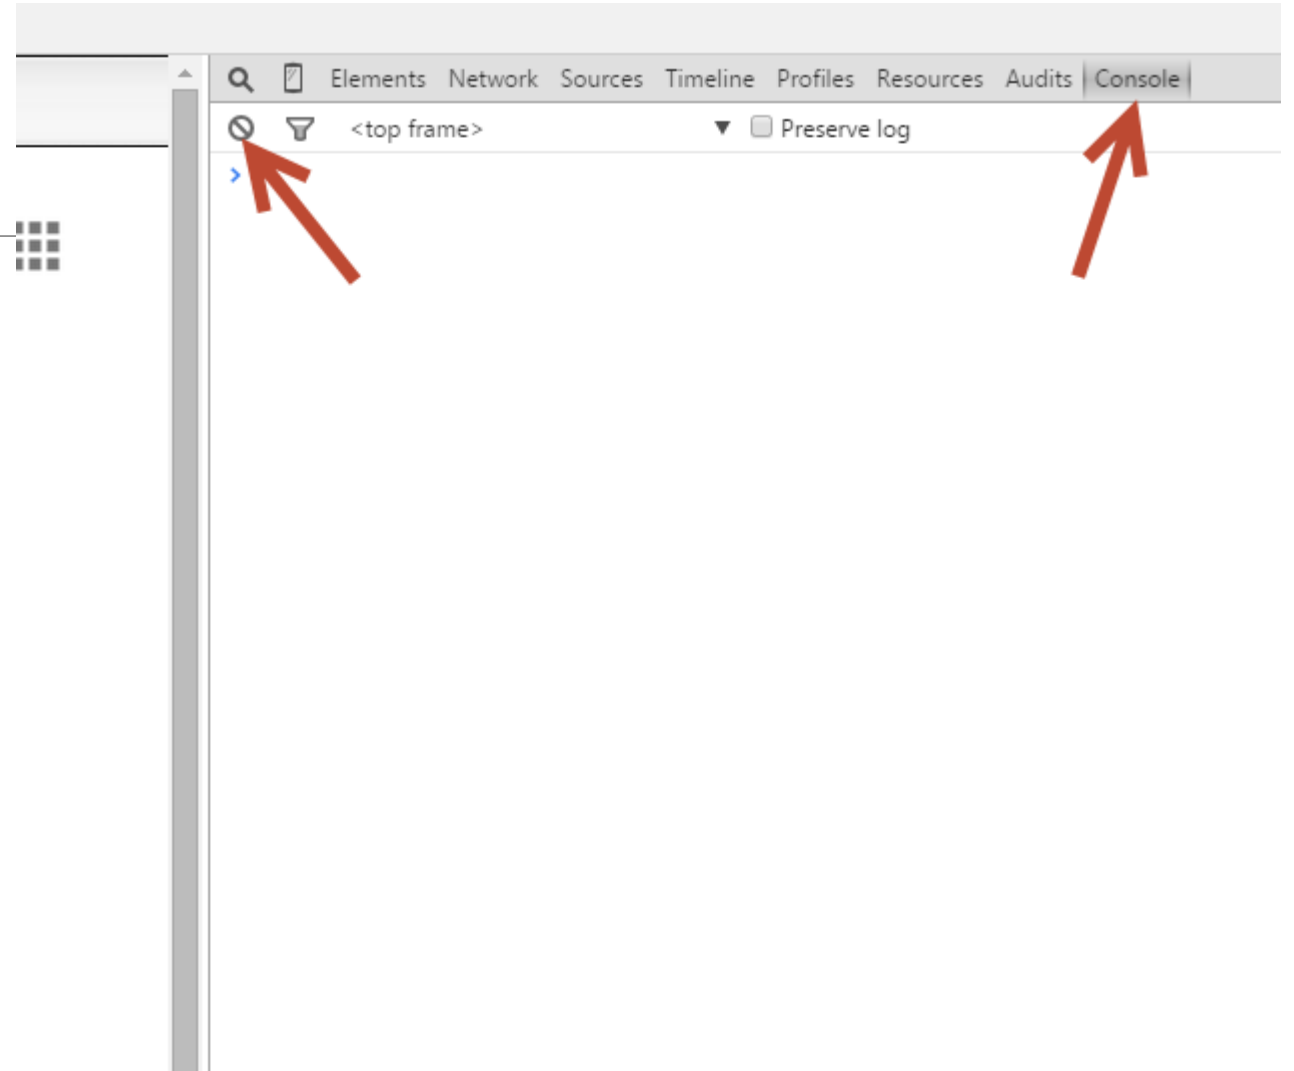 Elements Network Sources Timeline Profiles Resources Audits Console
<top frame> ▼ Preserve log
>